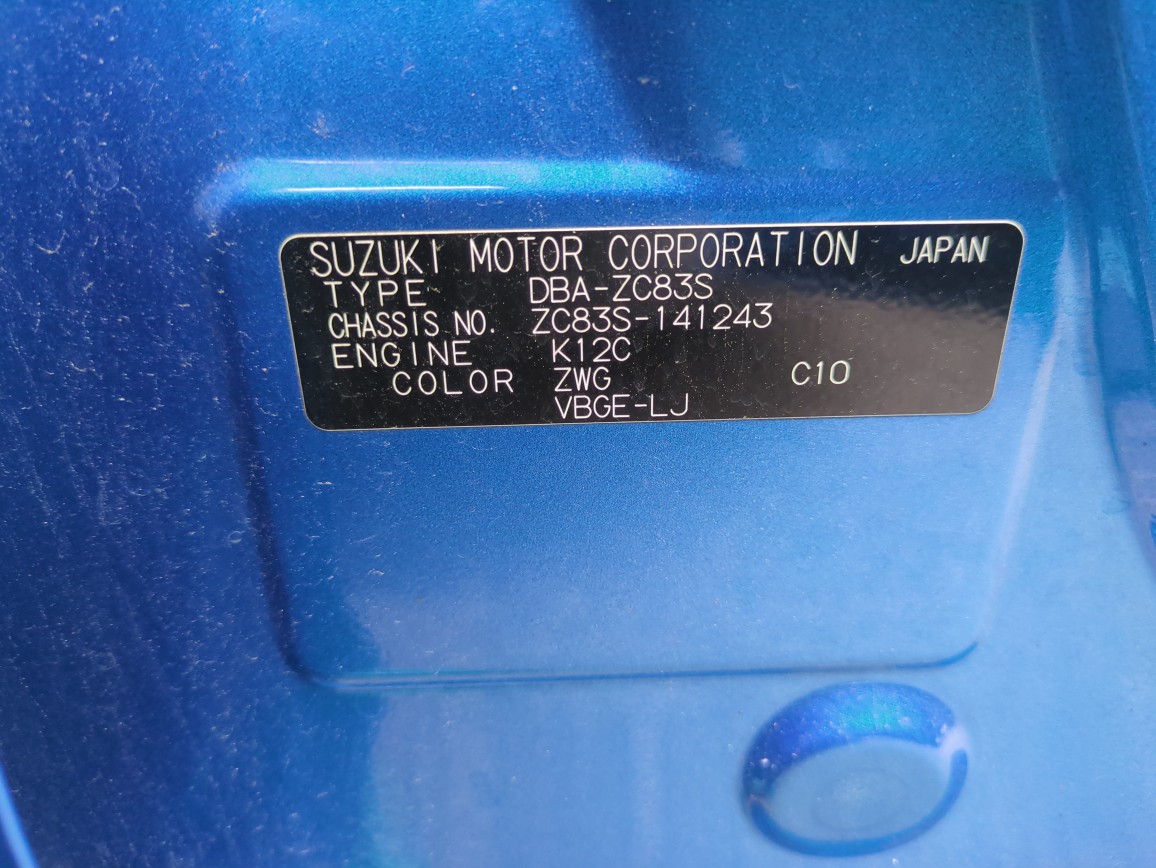 SUZUKI MOTOR CORPORATION JAPAN
TYPE DBA-ZC83S
CHASSIS NO. ZC83S-141243
ENGINE K12C
COLOR ZWG C10
VBGE-LJ